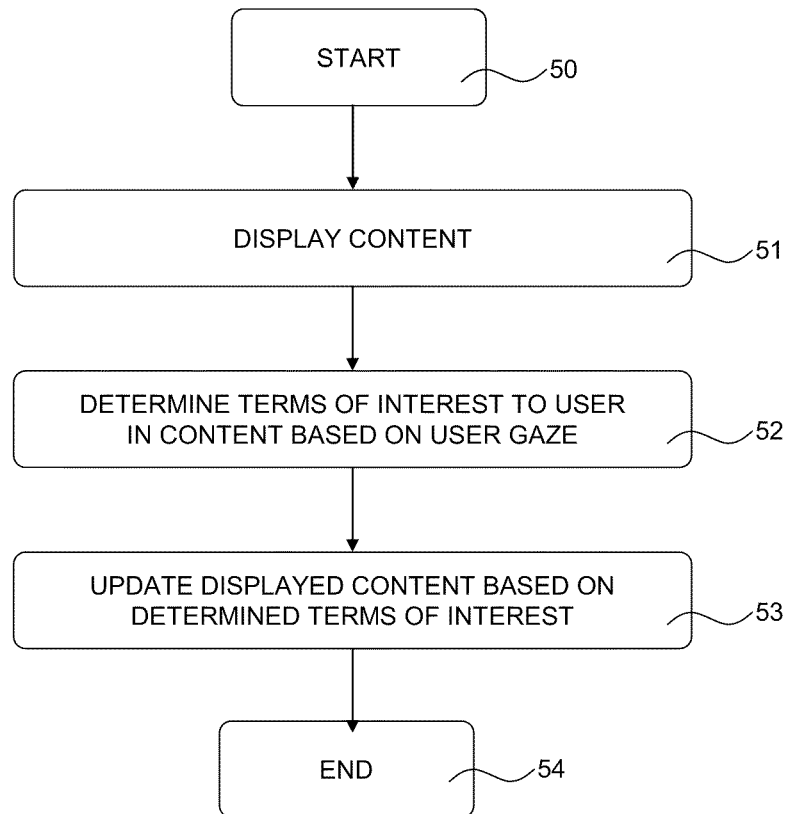 START
50
DISPLAY CONTENT
51
DETERMINE TERMS OF INTEREST TO USER
IN CONTENT BASED ON USER GAZE
52
UPDATE DISPLAYED CONTENT BASED ON
DETERMINED TERMS OF INTEREST
53
END
54